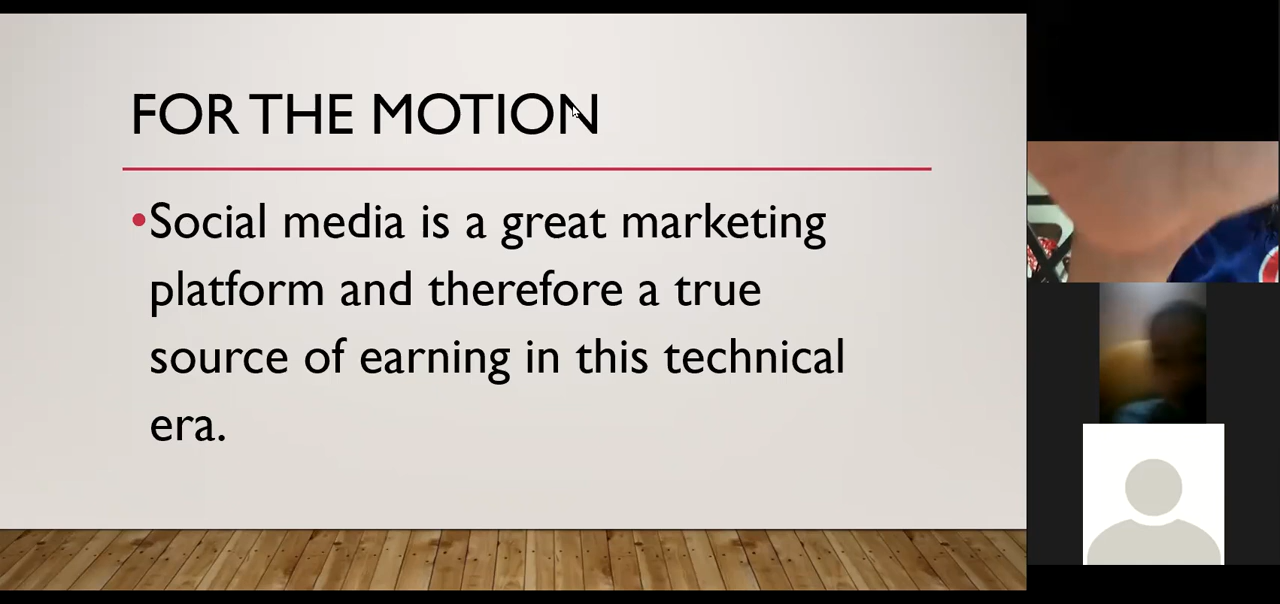 FOR THE MOTION
•Social media is a great marketing
platform and therefore a true
source of earning in this technical
era.